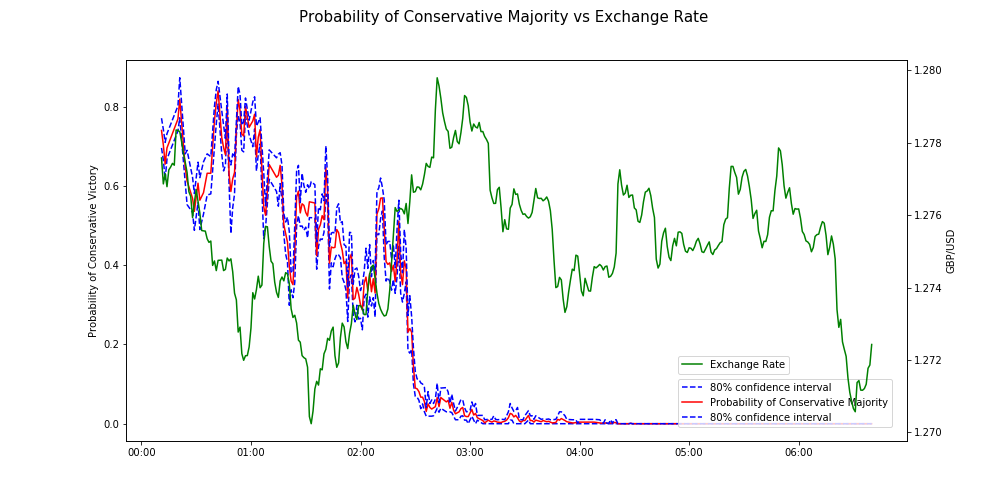 Probability of Conservative Majority vs Exchange Rate
Probability of Conservative Victory
0.8
0.6
0.4
0.2
0.0
1.280
1.278
1.276
1.274
1.272
1.270
GBP/USD
Exchange Rate
80% confidence interval
Probability of Conservative Majority
80% confidence interval
00:00 01:00 02:00 03:00 04:00 05:00 06:00